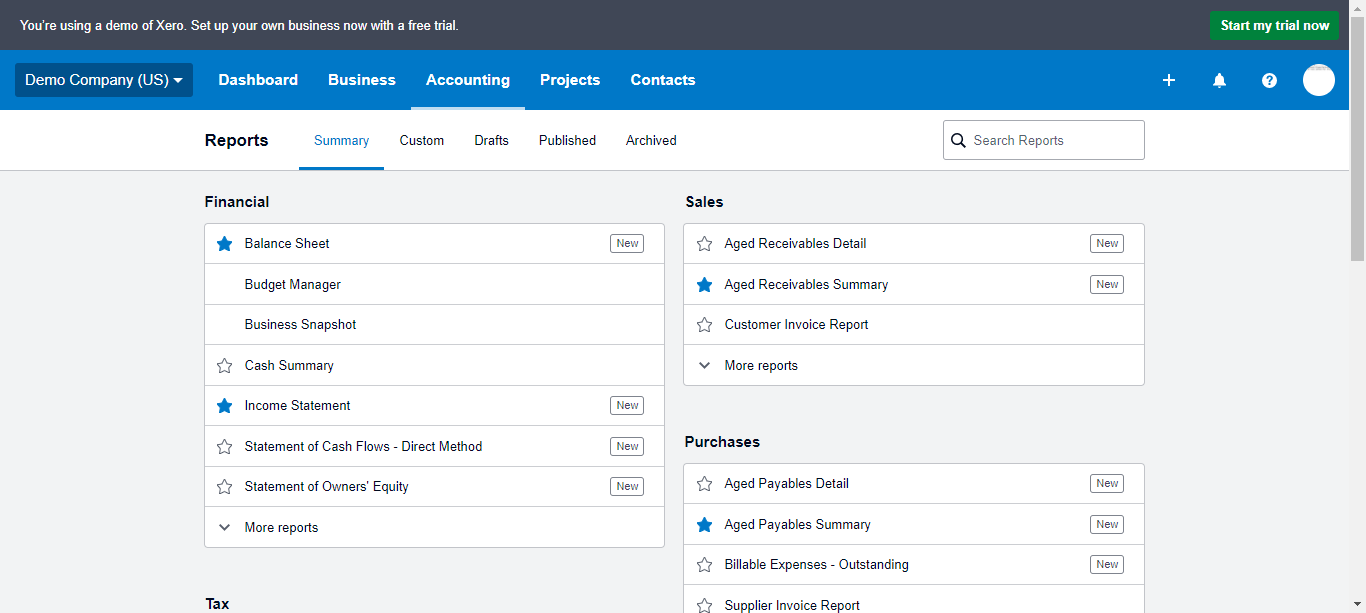 You're using a demo of Xero. Set up your own business now with a free trial.
Start my trial now
Demo Company (US)
Dashboard
Business
Accounting
Projects
Contacts
Reports
Summary
Custom
Drafts
Published
Archived
Search Reports
Financial
Balance Sheet New
Budget Manager
Business Snapshot
Cash Summary
Income Statement New
Statement of Cash Flows - Direct Method New
Statement of Owners' Equity New
More reports
Tax
Sales
Aged Receivables Detail New
Aged Receivables Summary New
Customer Invoice Report
More reports
Purchases
Aged Payables Detail New
Aged Payables Summary New
Billable Expenses - Outstanding New
Supplier Invoice Report